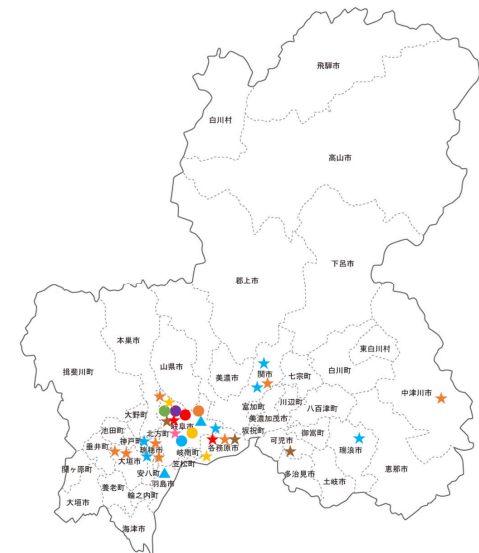 飛騨市
白川村
高山市
下呂市
郡上市
本巣市
東白川村
山県市
白川町
揖斐川町
関市
七宗町
美濃市
中津川市
川辺町
富加町
八百津町
大野町
美濃加茂市
岐阜市
坂祝町
御嵩町
北方町
神戸町
可児市
池田町
各務原市
垂井町
瑞穂市
瑞浪市
岐南町
大垣市
笠松町
恵那市
関ヶ原町
安八町
多治見市
土岐市
羽島市
養老町
輪之内町
大垣市
海津市